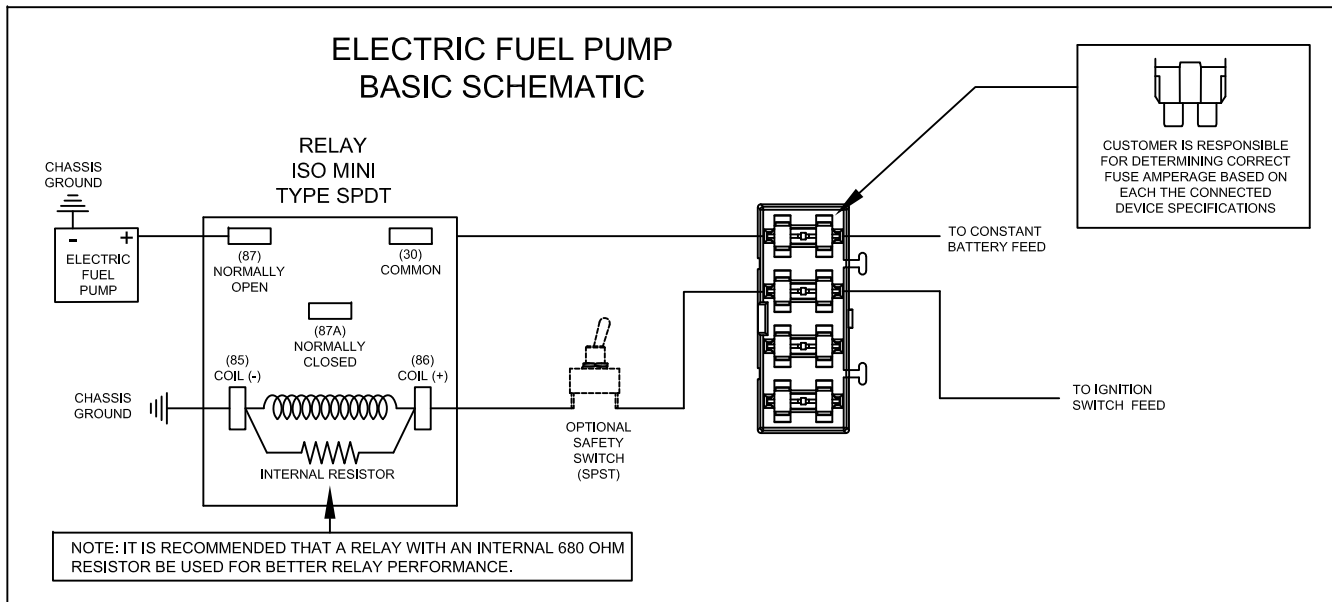 ELECTRIC FUEL PUMP
BASIC SCHEMATIC
CUSTOMER IS RESPONSIBLE
FOR DETERMINING CORRECT
FUSE AMPERAGE BASED ON
EACH THE CONNECTED
DEVICE SPECIFICATIONS
RELAY
ISO MINI
TYPE SPDT
CHASSIS
GROUND
- +
ELECTRIC
FUEL
PUMP
(87)
NORMALLY
OPEN
(30)
COMMON
TO CONSTANT
BATTERY FEED
(87A)
NORMALLY
CLOSED
(85)
COIL (-)
(86)
COIL (+)
CHASSIS
GROUND
TO IGNITION
SWITCH FEED
OPTIONAL
SAFETY
SWITCH
(SPST)
INTERNAL RESISTOR
NOTE: IT IS RECOMMENDED THAT A RELAY WITH AN INTERNAL 680 OHM
RESISTOR BE USED FOR BETTER RELAY PERFORMANCE.